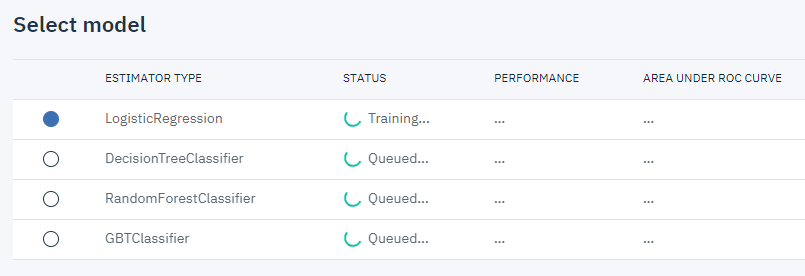 Select model
ESTIMATOR TYPE STATUS PERFORMANCE AREA UNDER ROC CURVE
LogisticRegression Training... ... ...
DecisionTreeClassifier Queued... ... ...
RandomForestClassifier Queued... ... ...
GBTClassifier Queued... ... ...